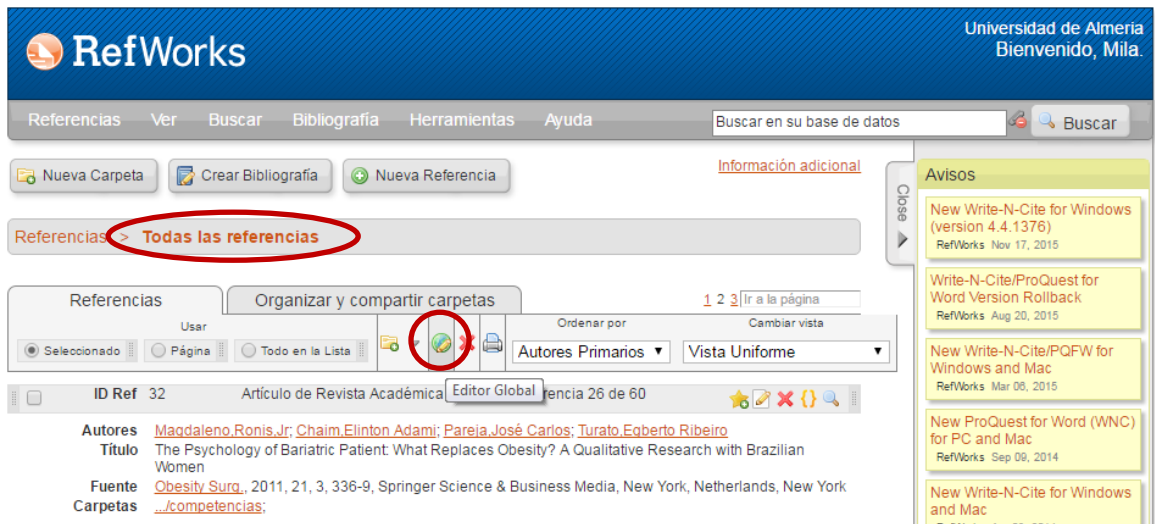 Universidad de Almeria
RefWorks
Bienvenido, Mila.
Referencias Ver Buscar Bibliografía Herramientas Ayuda Buscar en su base de datos Buscar
Nueva Carpeta Crear Bibliografía Nueva Referencia Información adicional
Close
Referencias > Todas las referencias
Referencias Organizar y compartir carpetas 1 2 3 Ir a la página
Usar Ordenar por Cambiar vista
Seleccionado Página Todo en la Lista Autores Primarios Vista Uniforme
Editor Global
ID Ref 32 Artículo de Revista Académica rencia 26 de 60
Autores Magdaleno,Ronis,Jr; Chaim,Elinton Adami; Pareja,José Carlos; Turato,Egberto Ribeiro
Título The Psychology of Bariatric Patient: What Replaces Obesity? A Qualitative Research with Brazilian
Women
Fuente Obesity Surg., 2011, 21, 3, 336-9, Springer Science & Business Media, New York, Netherlands, New York
Carpetas .../competencias;
Avisos
New Write-N-Cite for Windows
(version 4.4.1376)
RefWorks Nov 17, 2015
Write-N-Cite/ProQuest for
Word Version Rollback
RefWorks Aug 20, 2015
New Write-N-Cite/PQFW for
Windows and Mac
RefWorks Mar 06, 2015
New ProQuest for Word (WNC)
for PC and Mac
RefWorks Sep 09, 2014
New Write-N-Cite for Windows
and Mac